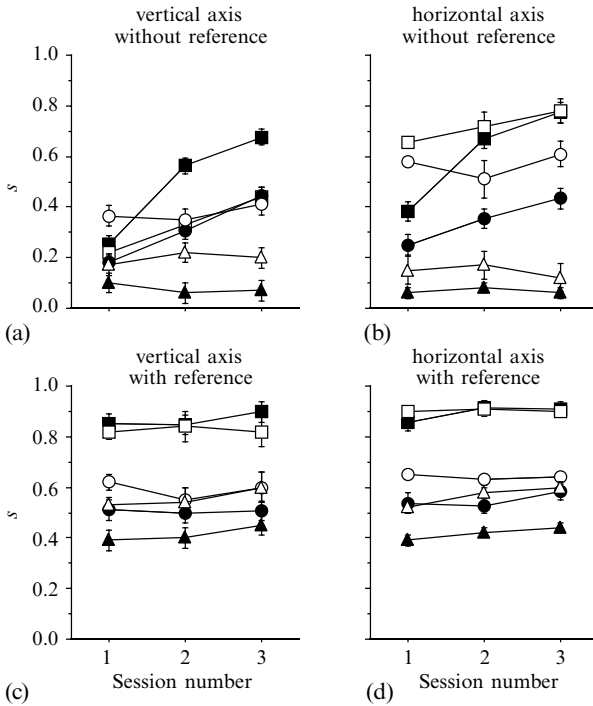 vertical axis
without reference
horizontal axis
without reference
1.0
0.8
0.6
s
0.4
0.2
0.0
(a)
(b)
vertical axis
with reference
horizontal axis
with reference
1.0
0.8
0.6
s
0.4
0.2
0.0
1 2 3
1 2 3
(c)
Session number
(d)
Session number